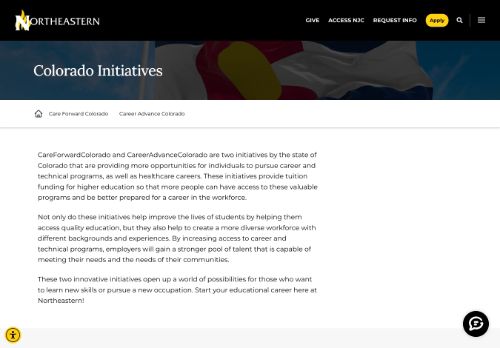 NORTHEASTERN
GIVE ACCESS NJC REQUEST INFO Apply
Colorado Initiatives
Care Forward Colorado Career Advance Colorado
CareForwardColorado and CareerAdvanceColorado are two initiatives by the state of
Colorado that are providing more opportunities for individuals to pursue career and
technical programs, as well as healthcare careers. These initiatives provide tuition
funding for higher education so that more people can have access to these valuable
programs and be better prepared for a career in the workforce.
Not only do these initiatives help improve the lives of students by helping them
access quality education, but they also help to create a more diverse workforce with
different backgrounds and experiences. By increasing access to career and
technical programs, employers will gain a stronger pool of talent that is capable of
meeting their needs and the needs of their communities.
These two innovative initiatives open up a world of possibilities for those who want
to learn new skills or pursue a new occupation. Start your educational career here at
Northeastern!